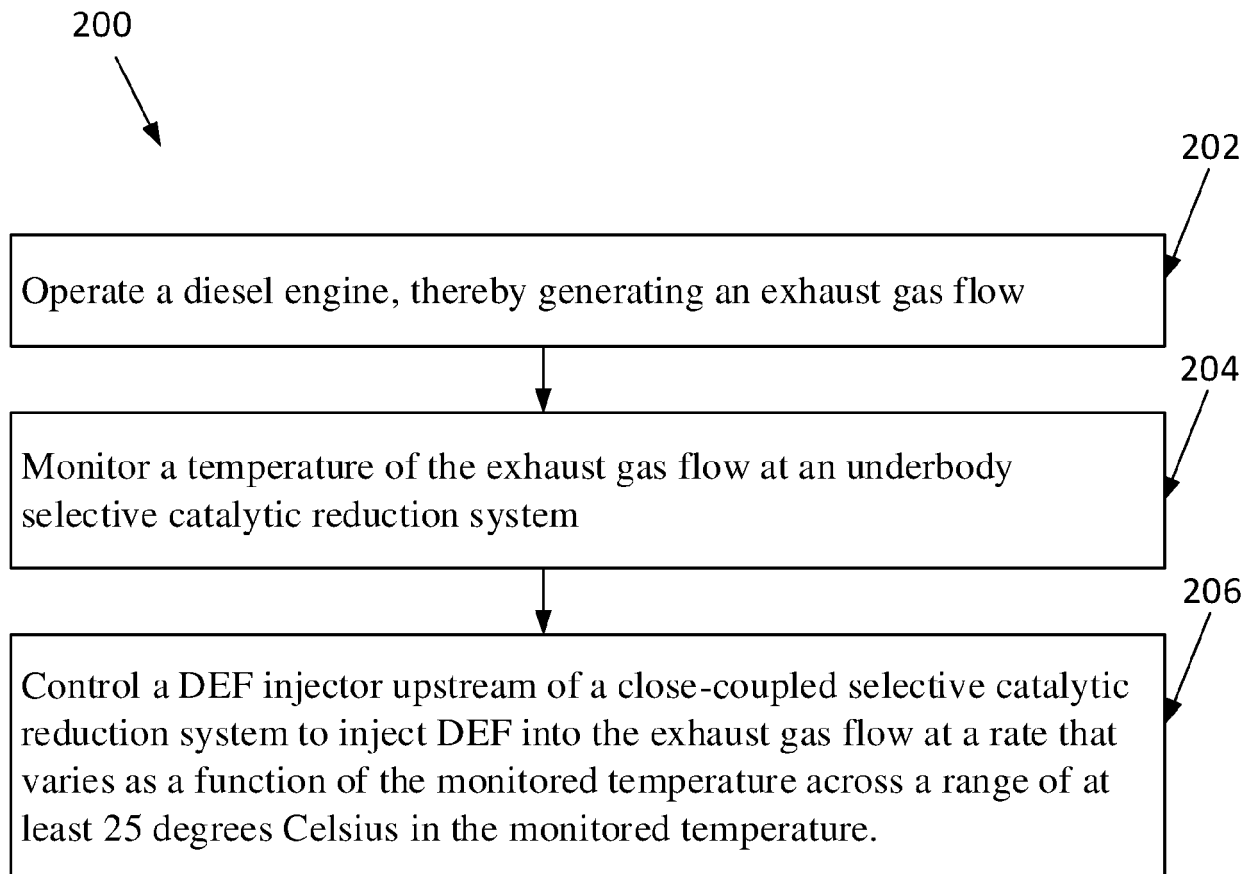 200
202
Operate a diesel engine, thereby generating an exhaust gas flow
204
Monitor a temperature of the exhaust gas flow at an underbody
selective catalytic reduction system
206
Control a DEF injector upstream of a close-coupled selective catalytic
reduction system to inject DEF into the exhaust gas flow at a rate that
varies as a function of the monitored temperature across a range of at
least 25 degrees Celsius in the monitored temperature.